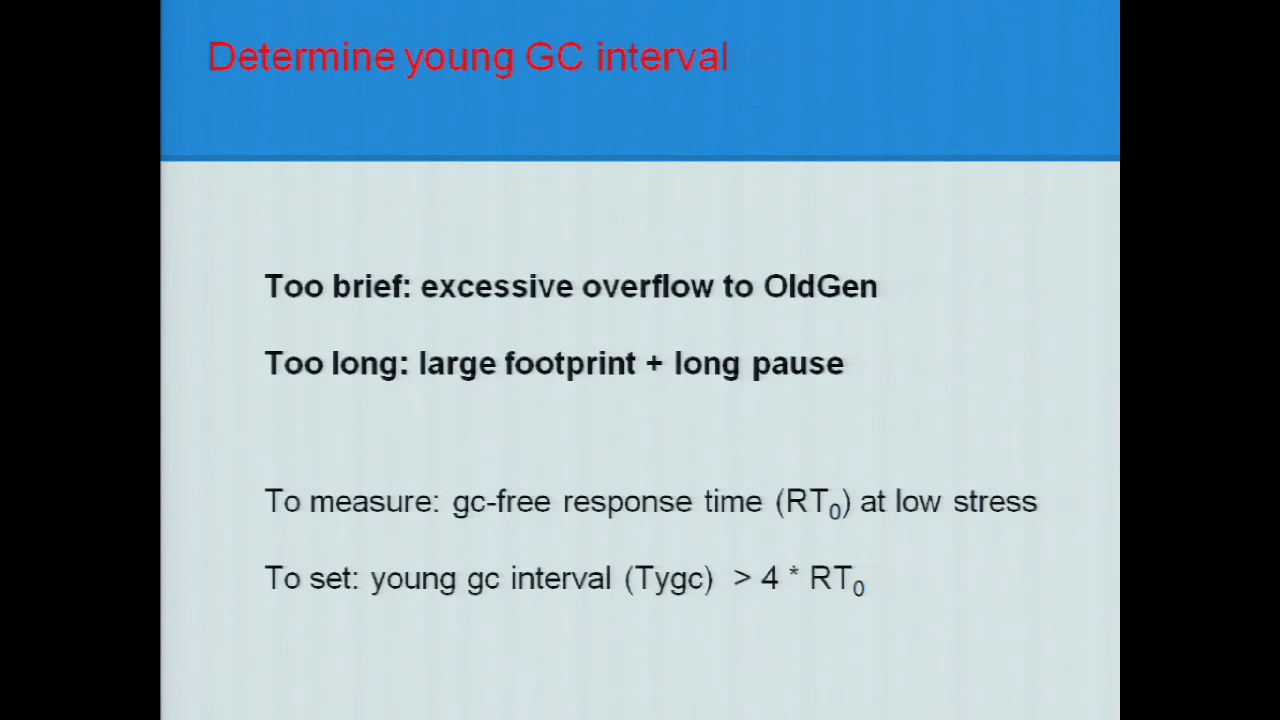 Determine young GC interval
Too brief: excessive overflow to OldGen
Too long: large footprint + long pause
To measure: gc-free response time (RT₀) at low stress
To set: young gc interval (Tygc) > 4 * RT₀